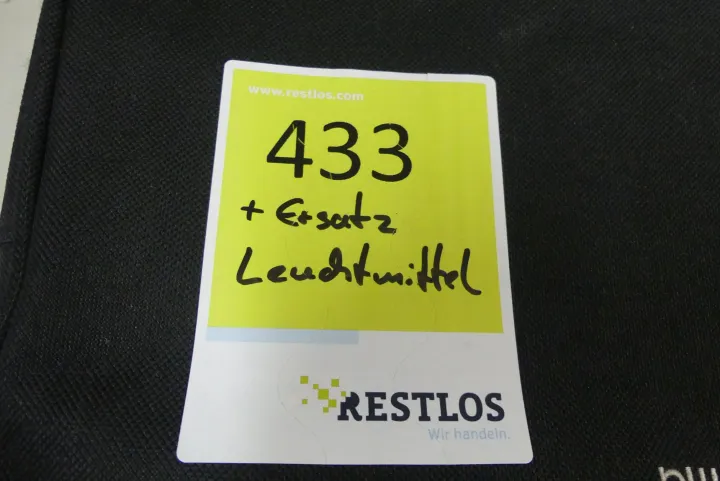 www.restlos.com
433
+ Ersatz
Leuchtmittel
RESTLOS
Wir handeln.